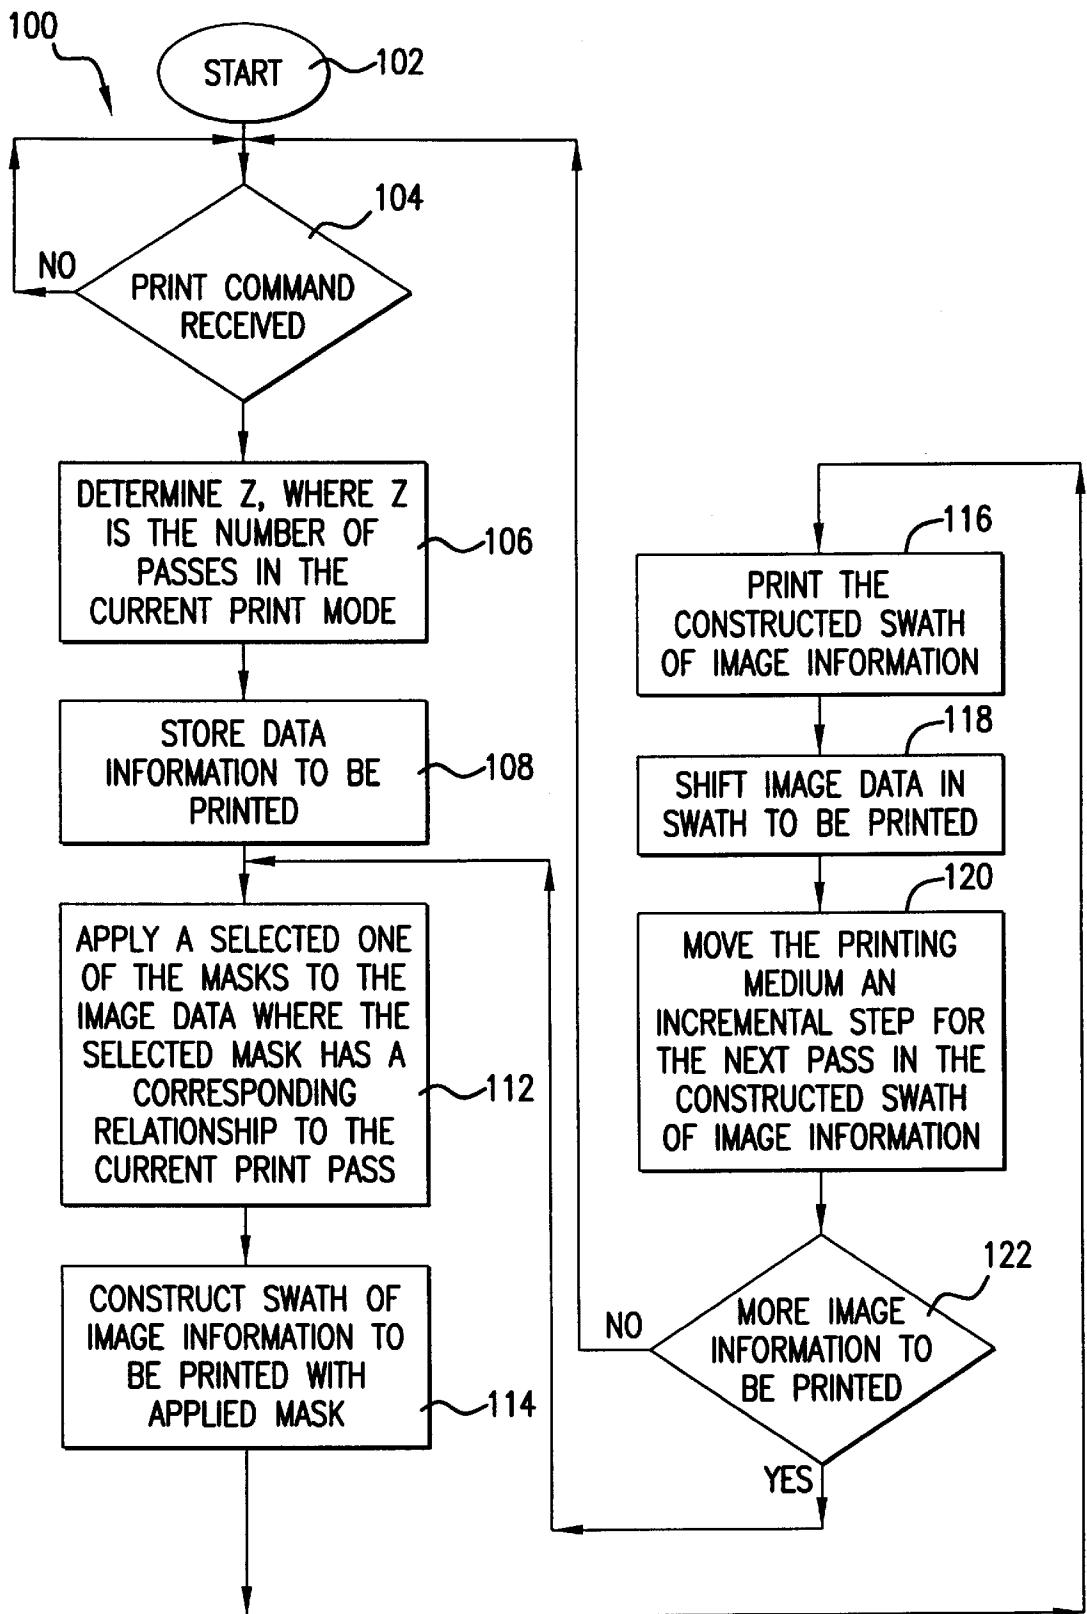 100
START
102
104
NO
PRINT COMMAND
RECEIVED
DETERMINE Z, WHERE Z
IS THE NUMBER OF
PASSES IN THE
CURRENT PRINT MODE
106
STORE DATA
INFORMATION TO BE
PRINTED
108
APPLY A SELECTED ONE
OF THE MASKS TO THE
IMAGE DATA WHERE THE
SELECTED MASK HAS A
CORRESPONDING
RELATIONSHIP TO THE
CURRENT PRINT PASS
112
CONSTRUCT SWATH OF
IMAGE INFORMATION TO
BE PRINTED WITH
APPLIED MASK
114
116
PRINT THE
CONSTRUCTED SWATH
OF IMAGE INFORMATION
118
SHIFT IMAGE DATA IN
SWATH TO BE PRINTED
120
MOVE THE PRINTING
MEDIUM AN
INCREMENTAL STEP FOR
THE NEXT PASS IN THE
CONSTRUCTED SWATH
OF IMAGE INFORMATION
122
NO
MORE IMAGE
INFORMATION TO
BE PRINTED
YES